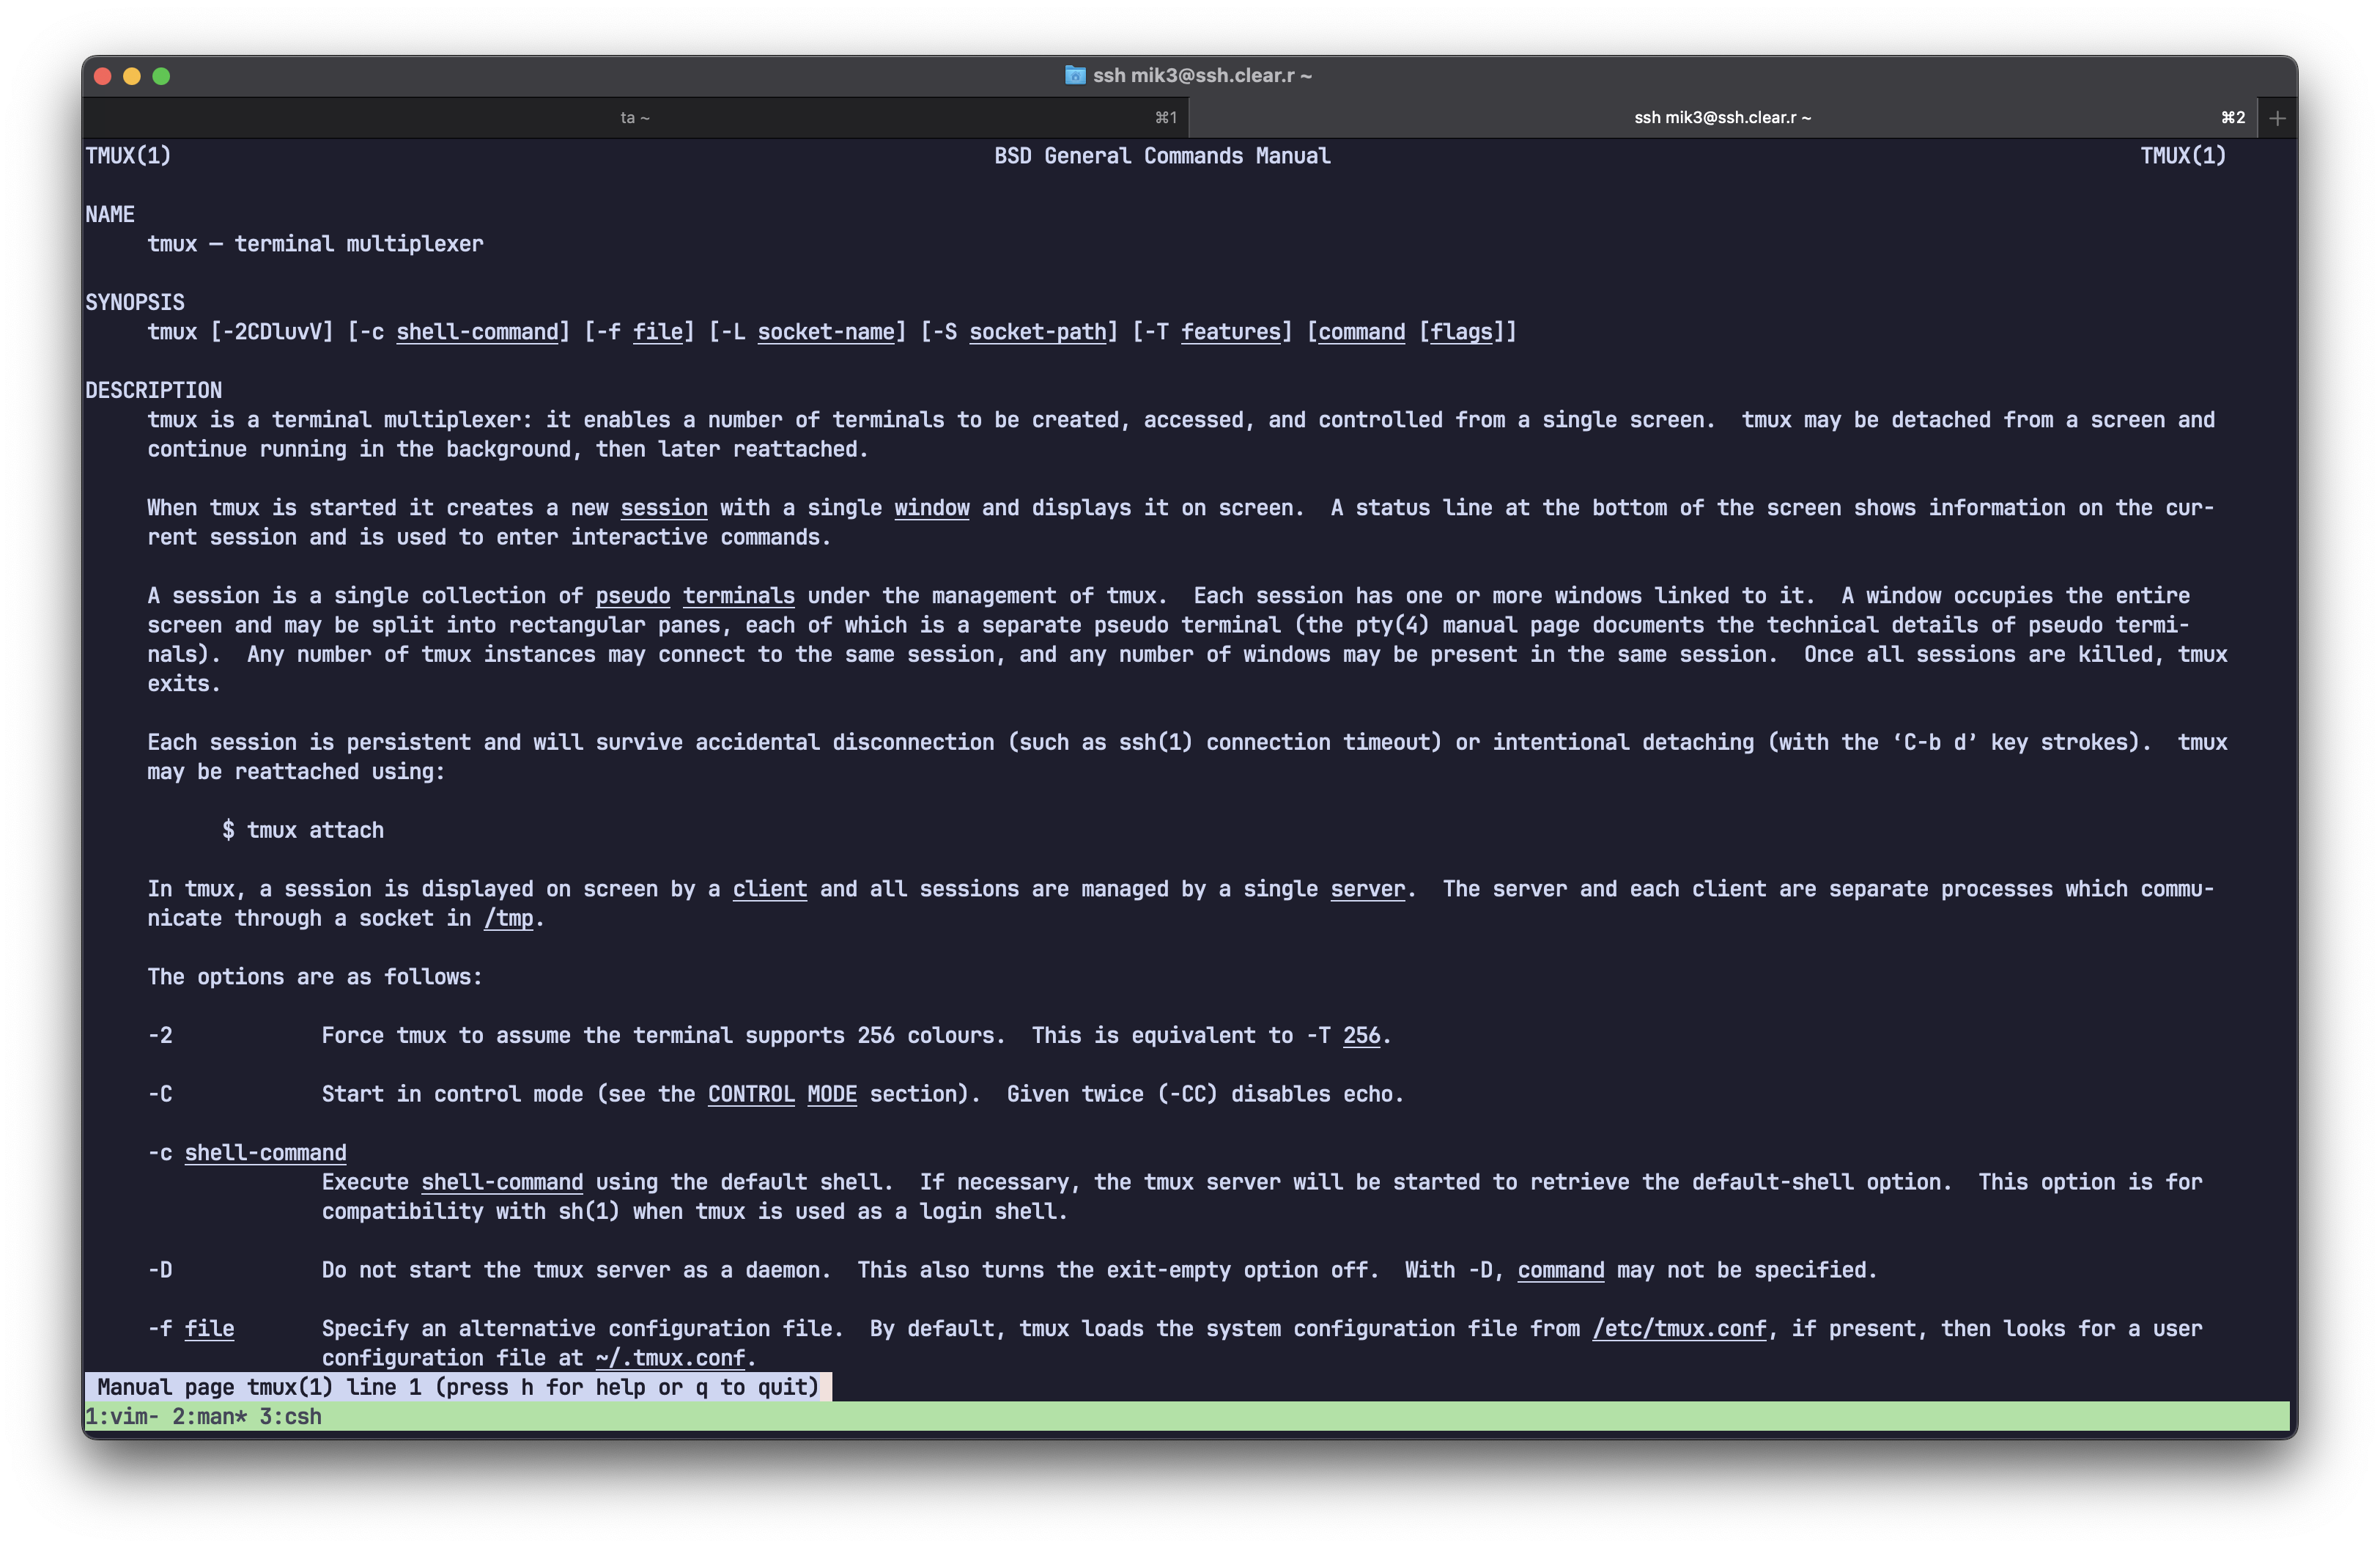 ssh mik3@ssh.clear.r ~
ta ~ ⌘1 ssh mik3@ssh.clear.r ~ ⌘2 +
TMUX(1) BSD General Commands Manual TMUX(1)
NAME
tmux — terminal multiplexer
SYNOPSIS
tmux [-2CDluvV] [-c shell-command] [-f file] [-L socket-name] [-S socket-path] [-T features] [command [flags]]
DESCRIPTION
tmux is a terminal multiplexer: it enables a number of terminals to be created, accessed, and controlled from a single screen.  tmux may be detached from a screen and
continue running in the background, then later reattached.
When tmux is started it creates a new session with a single window and displays it on screen.  A status line at the bottom of the screen shows information on the cur-
rent session and is used to enter interactive commands.
A session is a single collection of pseudo terminals under the management of tmux.  Each session has one or more windows linked to it.  A window occupies the entire
screen and may be split into rectangular panes, each of which is a separate pseudo terminal (the pty(4) manual page documents the technical details of pseudo termi-
nals).  Any number of tmux instances may connect to the same session, and any number of windows may be present in the same session.  Once all sessions are killed, tmux
exits.
Each session is persistent and will survive accidental disconnection (such as ssh(1) connection timeout) or intentional detaching (with the ‘C-b d’ key strokes).  tmux
may be reattached using:
$ tmux attach
In tmux, a session is displayed on screen by a client and all sessions are managed by a single server.  The server and each client are separate processes which commu-
nicate through a socket in /tmp.
The options are as follows:
-2 Force tmux to assume the terminal supports 256 colours.  This is equivalent to -T 256.
-C Start in control mode (see the CONTROL MODE section).  Given twice (-CC) disables echo.
-c shell-command
Execute shell-command using the default shell.  If necessary, the tmux server will be started to retrieve the default-shell option.  This option is for
compatibility with sh(1) when tmux is used as a login shell.
-D Do not start the tmux server as a daemon.  This also turns the exit-empty option off.  With -D, command may not be specified.
-f file Specify an alternative configuration file.  By default, tmux loads the system configuration file from /etc/tmux.conf, if present, then looks for a user
configuration file at ~/.tmux.conf.
Manual page tmux(1) line 1 (press h for help or q to quit)
1:vim- 2:man* 3:csh